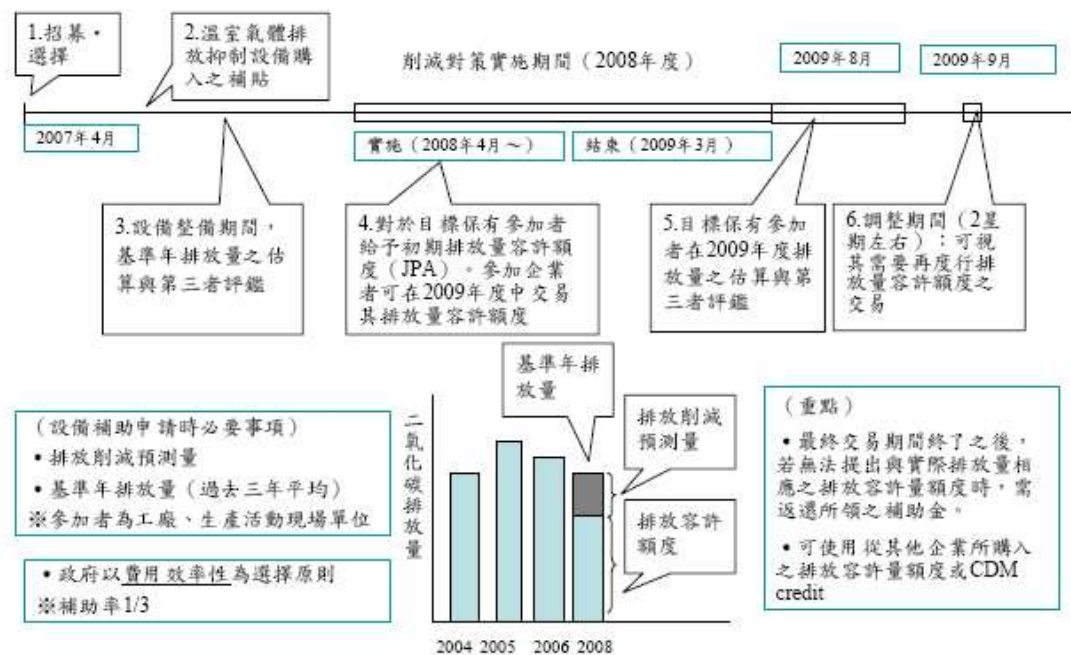 1.招募・
選擇
2.溫室氣體排
放抑制設備購
入之補貼
削減對策實施期間（2008年度）
2009年8月
2009年9月
2007年4月
實施（2008年4月～）
結束（2009年3月）
3.設備整備期間，
基準年排放量之估
算與第三者評鑑
4.對於目標保有參加者
給予初期排放量容許額
度（JPA）。參加企業
者可在2009年度中交易
其排放量容許額度
5.目標保有參加
者在2009年度排
放量之估算與第
三者評鑑
6.調整期間（2星
期左右）：可視
其需要再度行排
放量容許額度之
交易
（設備補助申請時必要事項）
• 排放削減預測量
• 基準年排放量（過去三年平均）
※參加者為工廠、生產活動現場單位
• 政府以費用 效率性為選擇原則
※補助率1/3
二氧化碳排放量
基準年排
放量
排放削減
預測量
排放容許
額度
2004 2005 2006 2008
（重點）
• 最終交易期間終了之後，
若無法提出與實際排放量相
應之排放容許量額度時，需
返還所領之補助金。
• 可使用從其他企業所購入
之排放容許量額度或CDM
credit